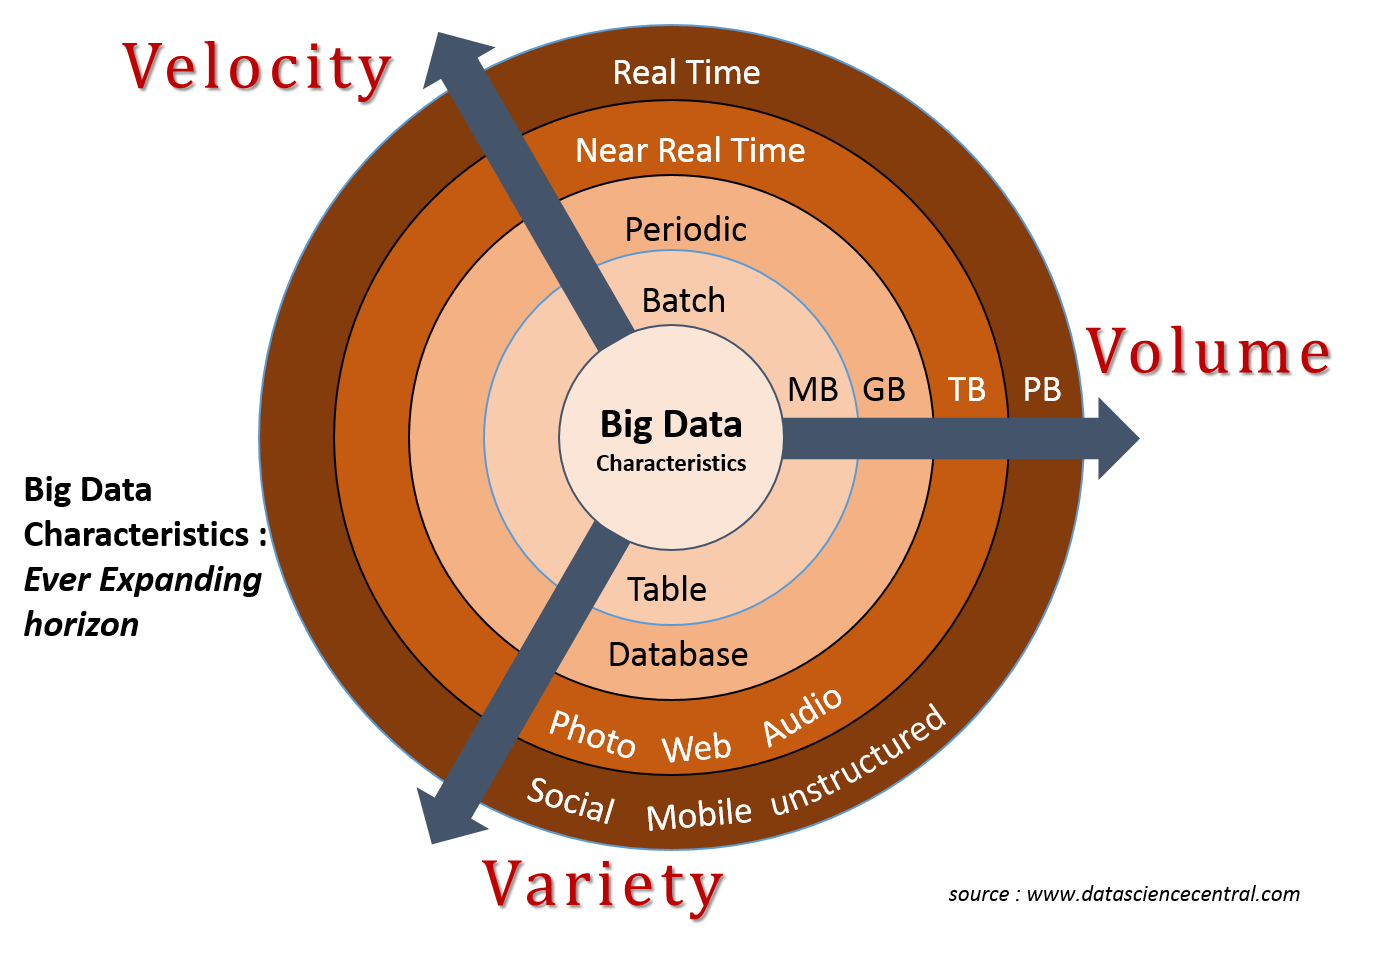 Velocity
Real Time
Near Real Time
Periodic
Batch
Volume
MB GB TB PB
Big Data
Characteristics
Big Data
Characteristics :
Ever Expanding
horizon
Table
Database
Photo Web Audio
Social Mobile unstructured
Variety
source : www.datasciencecentral.com